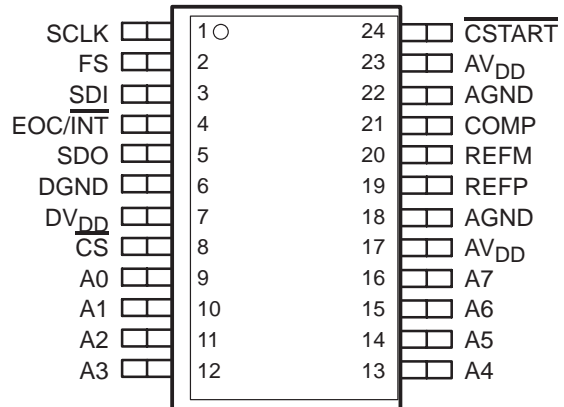 SCLK 1 24 CSTART
FS 2 23 AVDD
SDI 3 22 AGND
EOC/INT 4 21 COMP
SDO 5 20 REFM
DGND 6 19 REFP
DVDD 7 18 AGND
CS 8 17 AVDD
A0 9 16 A7
A1 10 15 A6
A2 11 14 A5
A3 12 13 A4